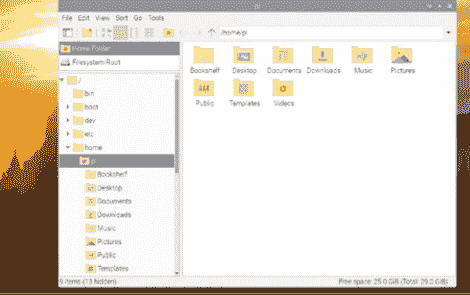 pi
File Edit View Sort Go Tools
/home/pi
Home Folder
Filesystem Root
/
bin
boot
dev
etc
home
pi
Bookshelf
Desktop
Documents
Downloads
Music
Pictures
Public
Templates
Bookshelf Desktop Documents Downloads Music Pictures
Public Templates Videos
9 items (13 hidden) Free space: 25.0 GiB (Total: 29.0 GiB)